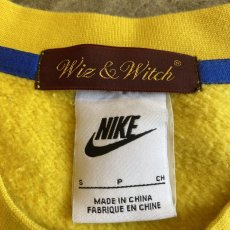 Wiz & Witch®
NIKE
S P CH
MADE IN CHINA
FABRIQUE EN CHINE